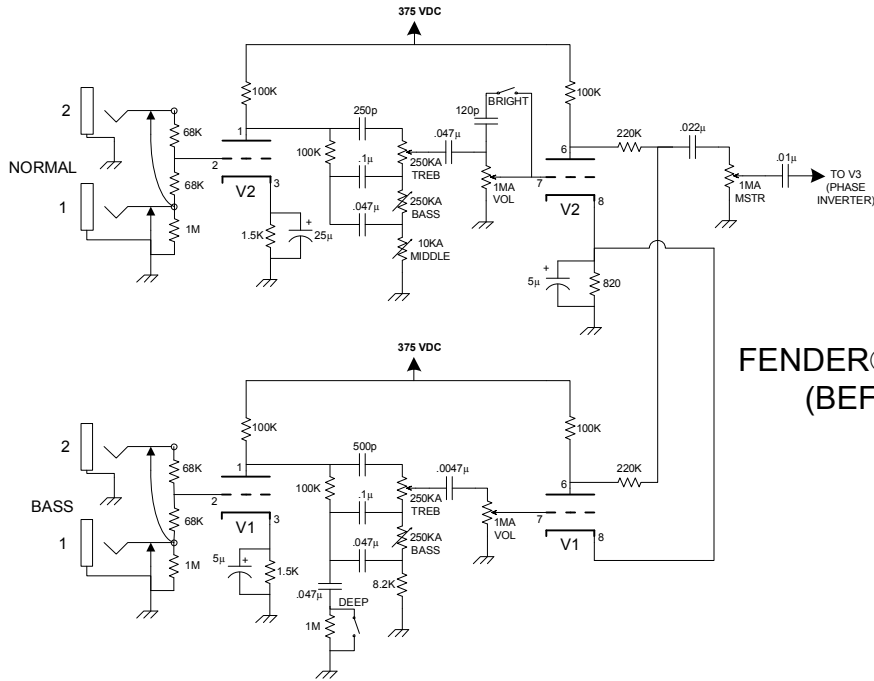 375 VDC
100K
100K
2
68K
NORMAL
68K
1
1M
1
2
3
V2
1.5K
25µ
+
250p
100K
.1µ
.047µ
250KA
TREB
250KA
BASS
10KA
MIDDLE
.047µ
120p
BRIGHT
1MA
VOL
6
7
8
V2
220K
.022µ
1MA
MSTR
.01µ
TO V3
(PHASE
INVERTER)
+
5µ
820
375 VDC
FENDER®
(BEF
100K
100K
2
68K
BASS
68K
1
1M
1
2
3
V1
5µ
+
1.5K
500p
100K
.1µ
.047µ
.047µ
1M
DEEP
250KA
TREB
250KA
BASS
8.2K
.0047µ
1MA
VOL
6
7
8
V1
220K